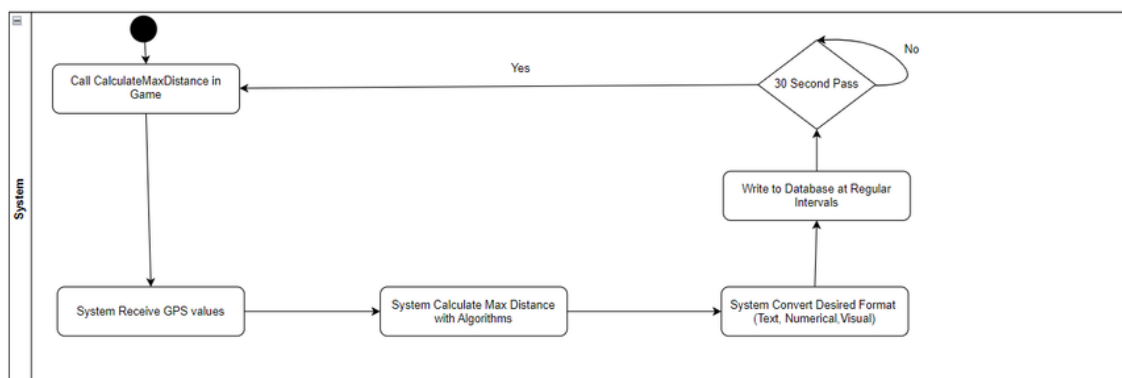 System
Call CalculateMaxDistance in
Game
Yes
30 Second Pass
No
Write to Database at Regular
Intervals
System Receive GPS values
System Calculate Max Distance
with Algorithms
System Convert Desired Format
(Text, Numerical,Visual)